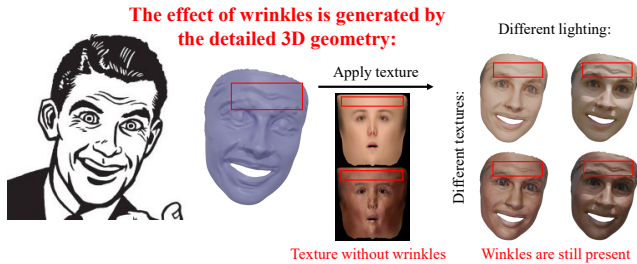 The effect of wrinkles is generated by
the detailed 3D geometry:
Different lighting:
Apply texture
Different textures:
Texture without wrinkles
Winkles are still present